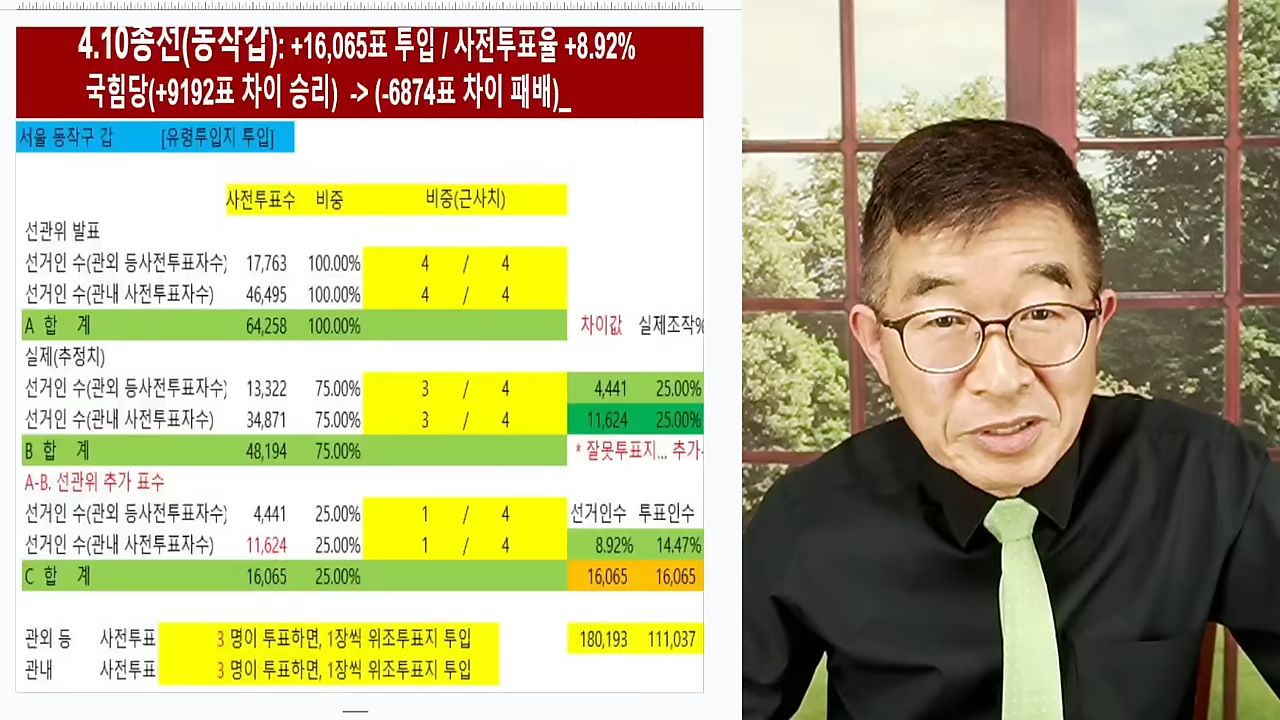 4.10총선(동작갑): +16,065표 투입 / 사전투표율 +8.92%
국힘당(+9192표 차이 승리) -> (-6874표 차이 패배)_
서울 동작구 갑 [유령투입지 투입]
사전투표수 비중 비중(근사치)
선관위 발표
선거인 수(관외 등사전투표자수) 17,763 100.00% 4 / 4
선거인 수(관내 사전투표자수) 46,495 100.00% 4 / 4
A 합 계 64,258 100.00% 차이값 실제조작%
실제(추정치)
선거인 수(관외 등사전투표자수) 13,322 75.00% 3 / 4 4,441 25.00%
선거인 수(관내 사전투표자수) 34,871 75.00% 3 / 4 11,624 25.00%
B 합 계 48,194 75.00% * 잘못투표지... 추가
A-B. 선관위 추가 표수
선거인 수(관외 등사전투표자수) 4,441 25.00% 1 / 4 선거인수 투표인수
선거인 수(관내 사전투표자수) 11,624 25.00% 1 / 4 8.92% 14.47%
C 합 계 16,065 25.00% 16,065 16,065
관외 등 사전투표 3 명이 투표하면, 1장씩 위조투표지 투입 180,193 111,037
관내 사전투표 3 명이 투표하면, 1장씩 위조투표지 투입